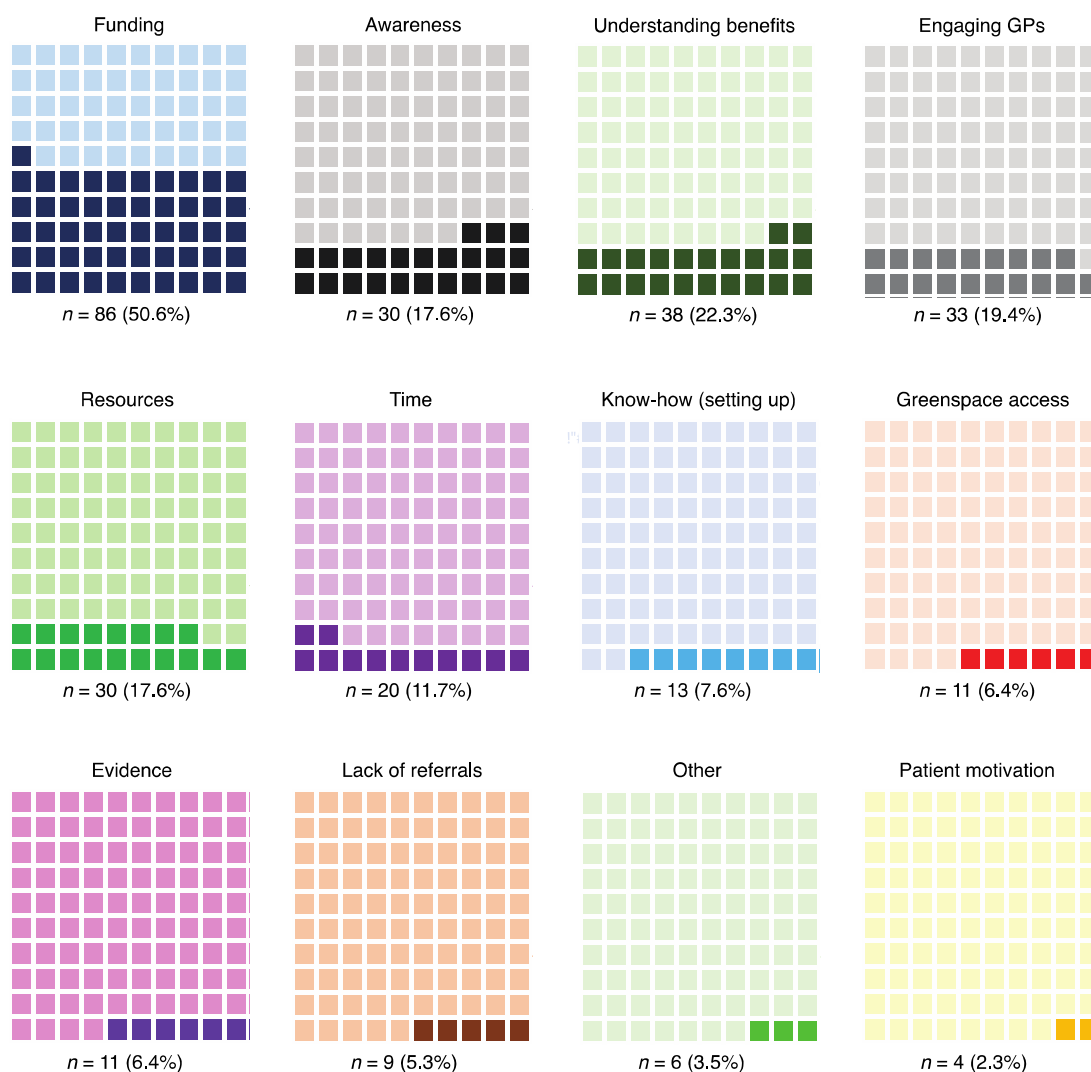 Funding
Awareness
Understanding benefits
Engaging GPs
n = 86 (50.6%)
n = 30 (17.6%)
n = 38 (22.3%)
n = 33 (19.4%)
Resources
Time
Know-how (setting up)
Greenspace access
n = 30 (17.6%)
n = 20 (11.7%)
n = 13 (7.6%)
n = 11 (6.4%)
Evidence
Lack of referrals
Other
Patient motivation
n = 11 (6.4%)
n = 9 (5.3%)
n = 6 (3.5%)
n = 4 (2.3%)